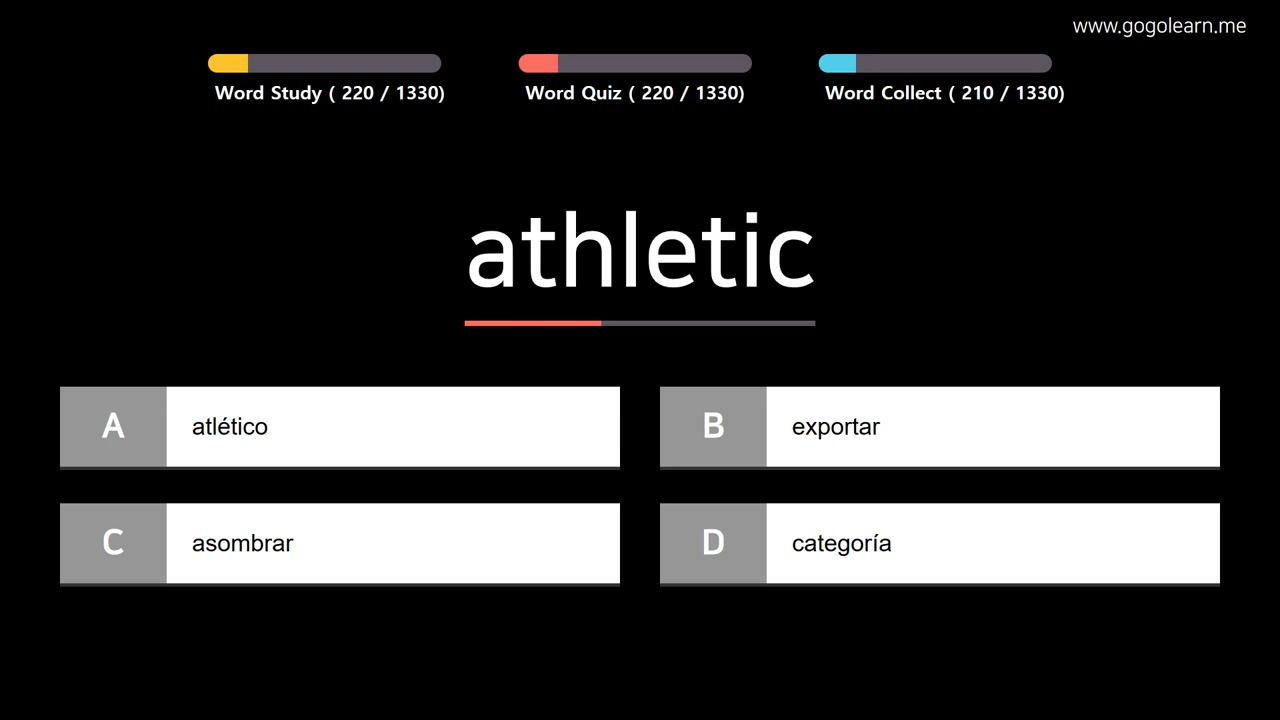 www.gogolearn.me
Word Study ( 220 / 1330)
Word Quiz ( 220 / 1330)
Word Collect ( 210 / 1330)
athletic
A
atlético
B
exportar
C
asombrar
D
categoría